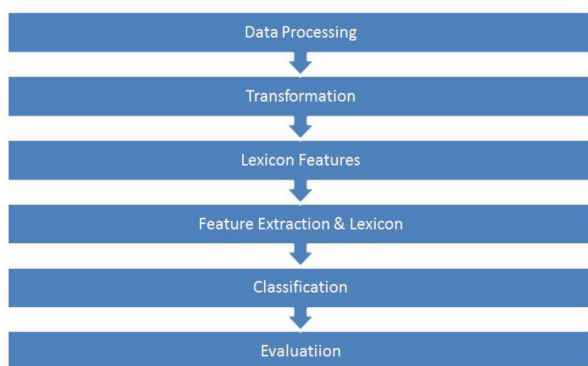 Data Processing
Transformation
Lexicon Features
Feature Extraction & Lexicon
Classification
Evaluatiion